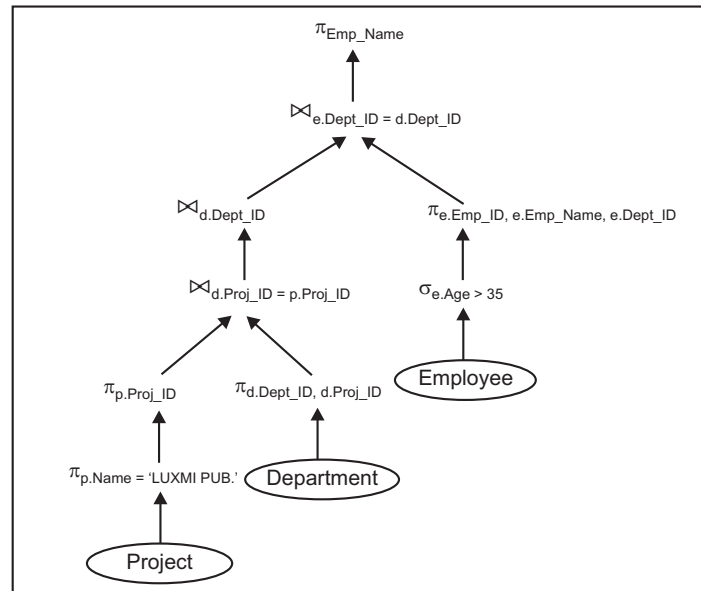 πEmp_Name
⋈e.Dept_ID = d.Dept_ID
⋈d.Dept_ID
πe.Emp_ID, e.Emp_Name, e.Dept_ID
⋈d.Proj_ID = p.Proj_ID
σe.Age > 35
πp.Proj_ID
πd.Dept_ID, d.Proj_ID
Employee
πp.Name = ‘LUXMI PUB.’
Department
Project